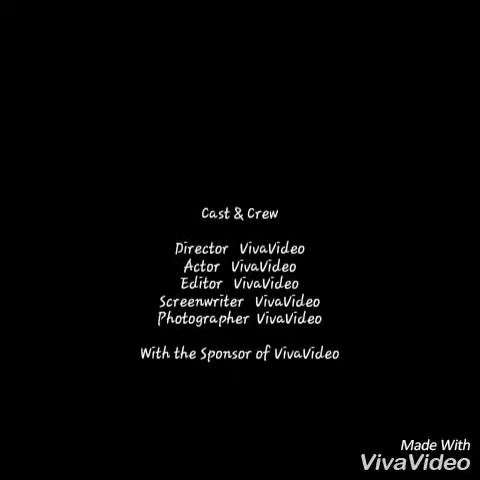 Cast & Crew
Director VivaVideo
Actor VivaVideo
Editor VivaVideo
Screenwriter VivaVideo
Photographer VivaVideo
With the Sponsor of VivaVideo
Made With
VivaVideo